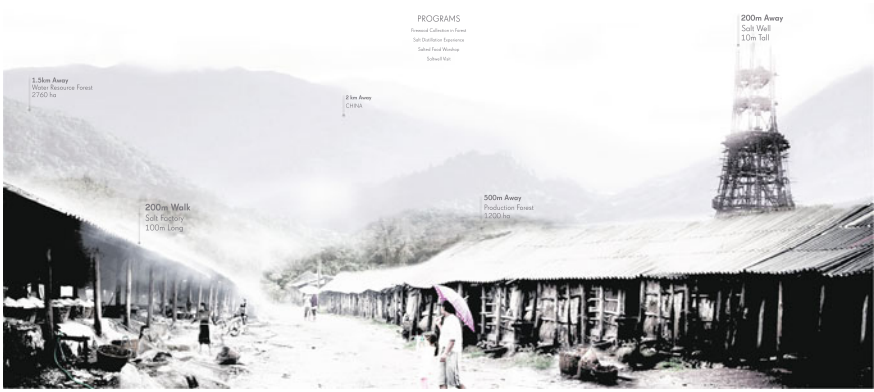 PROGRAMS
Firewood Collection in Forest
Salt Distillation Experience
Salted Food Workshop
Saltwell Visit
200m Away
Salt Well
10m Tall
1.5km Away
Water Resource Forest
2760 ha
2 km Away
CHINA
500m Away
Production Forest
1200 ha
200m Walk
Salt Factory
100m Long